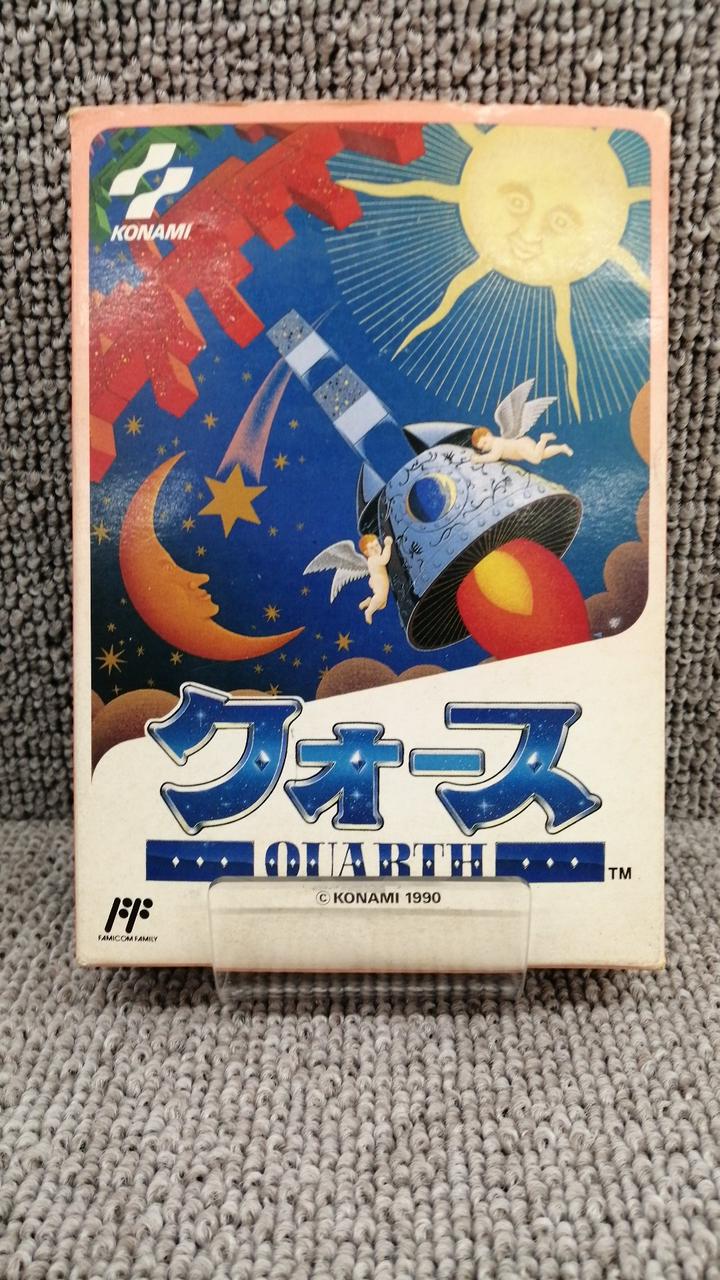 KONAMI
クォース
QUARTH
TM
© KONAMI 1990
FAMICOM FAMILY